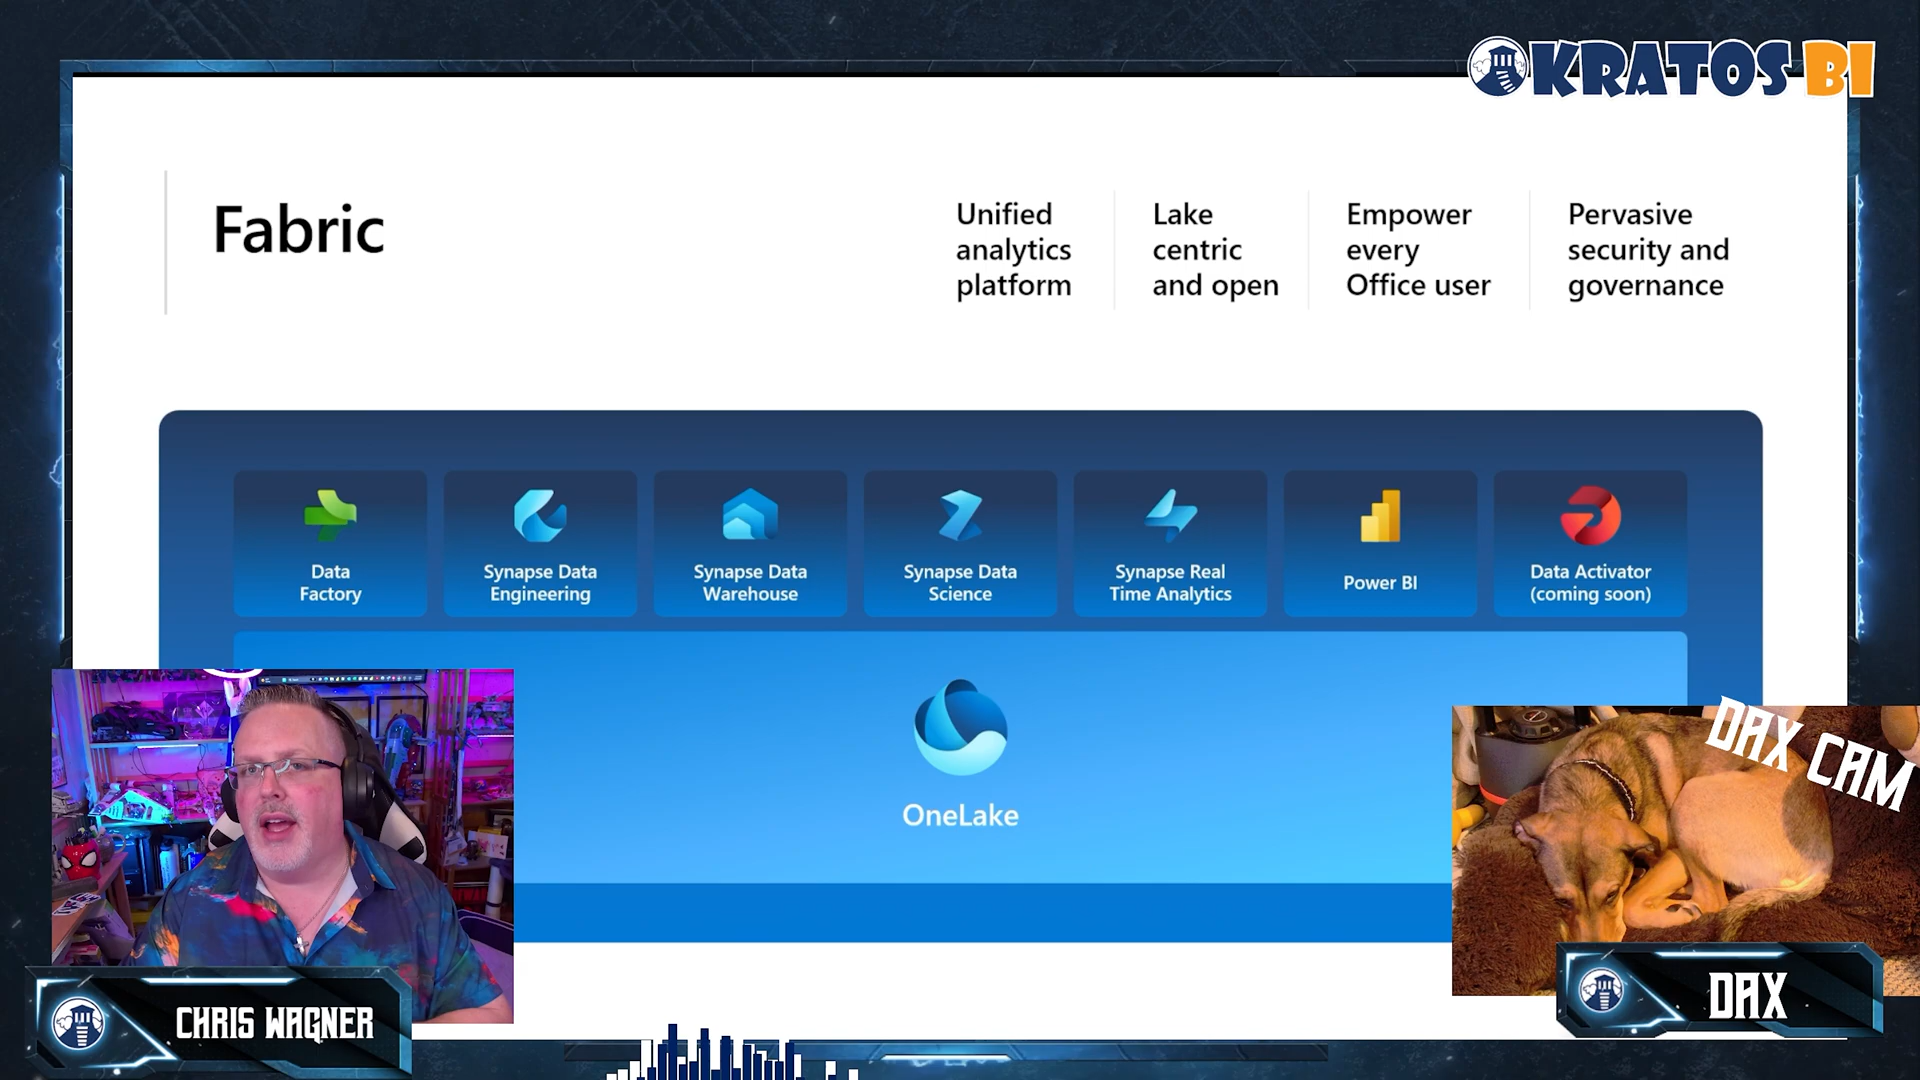 KRATOS BI
Fabric
Unified
analytics
platform
Lake
centric
and open
Empower
every
Office user
Pervasive
security and
governance
Data
Factory
Synapse Data
Engineering
Synapse Data
Warehouse
Synapse Data
Science
Synapse Real
Time Analytics
Power BI
Data Activator
(coming soon)
OneLake
DAX CAM
CHRIS WAGNER
DAX